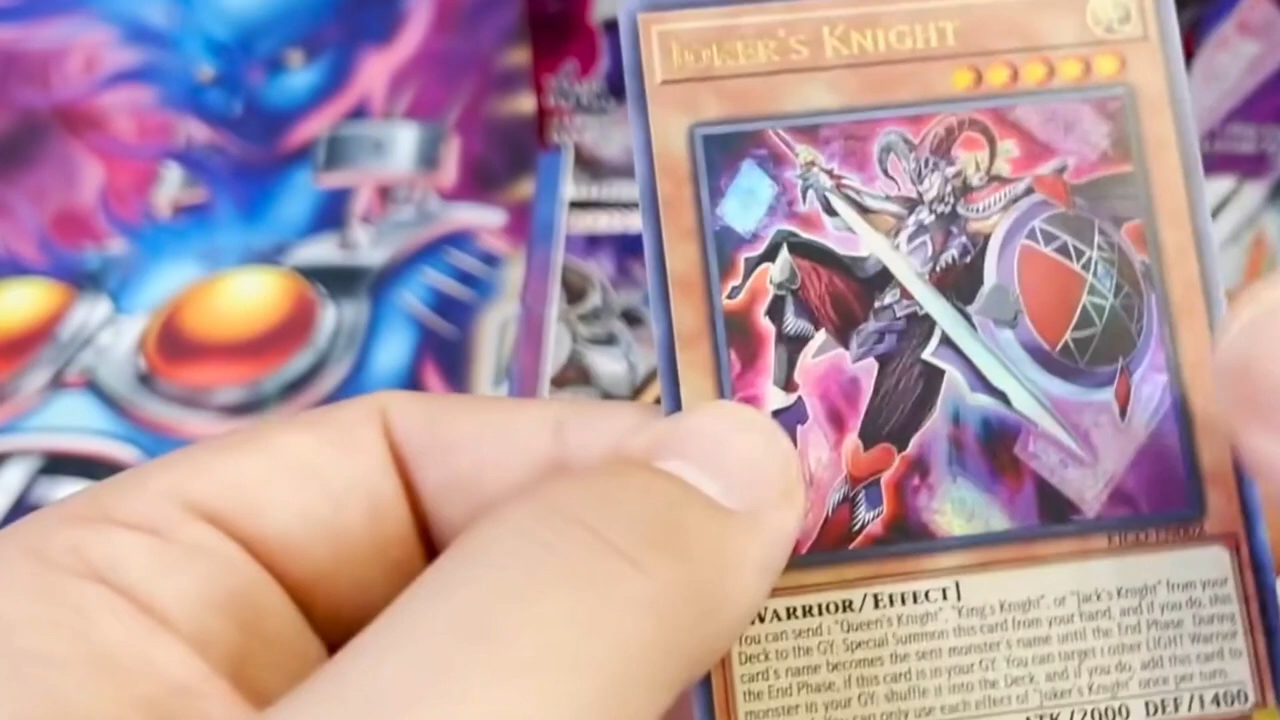 JOKER'S KNIGHT
WARRIOR/EFFECT]
You can send 1 "Queen's Knight", "King's Knight", or "Jack's Knight" from your
Deck to the GY; Special Summon this card from your hand, and if you do, this
card's name becomes the sent monster's name until the End Phase. During
the End Phase, if this card is in your GY: You can target 1 other LIGHT Warrior
monster in your GY; shuffle it into the Deck, and if you do, add this card to
can only use each effect of "Joker's Knight" once per turn
ATK/2000 DEF/1400